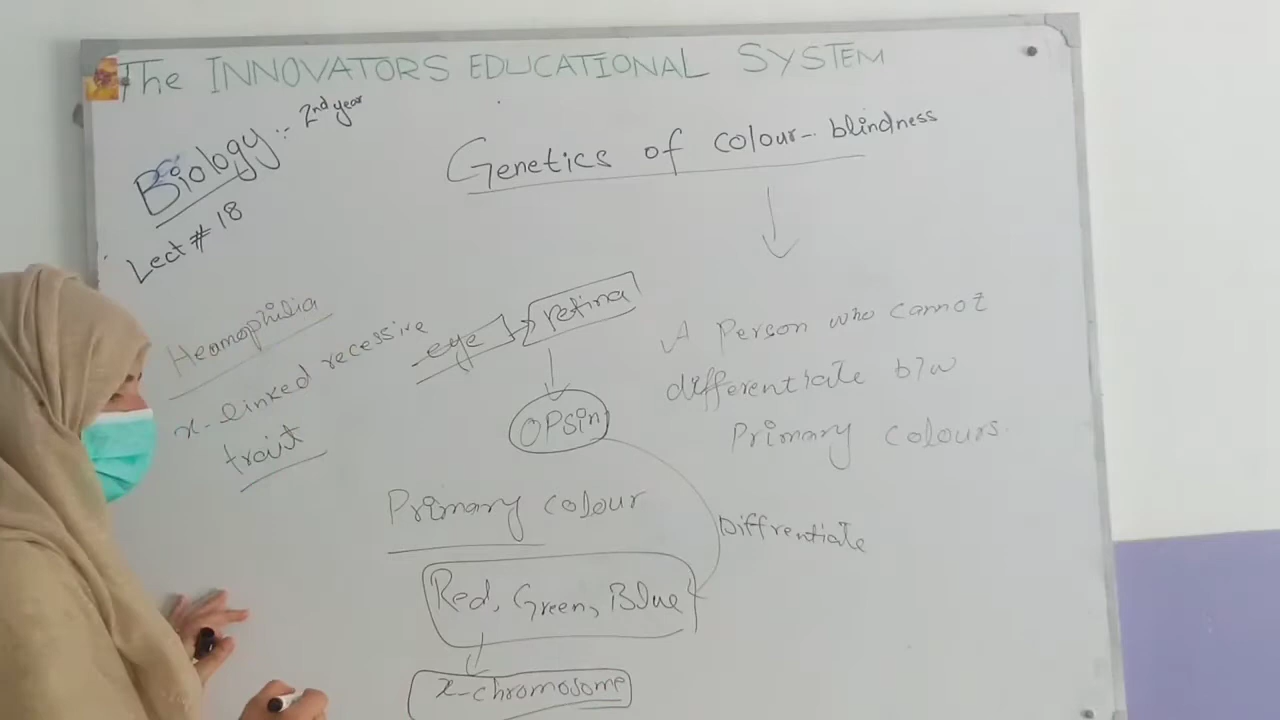 The INNOVATORS EDUCATIONAL SYSTEM
Biology :- 2nd year
Lect # 18
Genetics of colour-blindness
Heamophilia
x-linked recessive
trait
eye
retina
OPSin
A Person who cannot
differentiate b/w
Primary colours.
Primary colour
Diffrentiate
Red, Green, Blue
x-chromosome